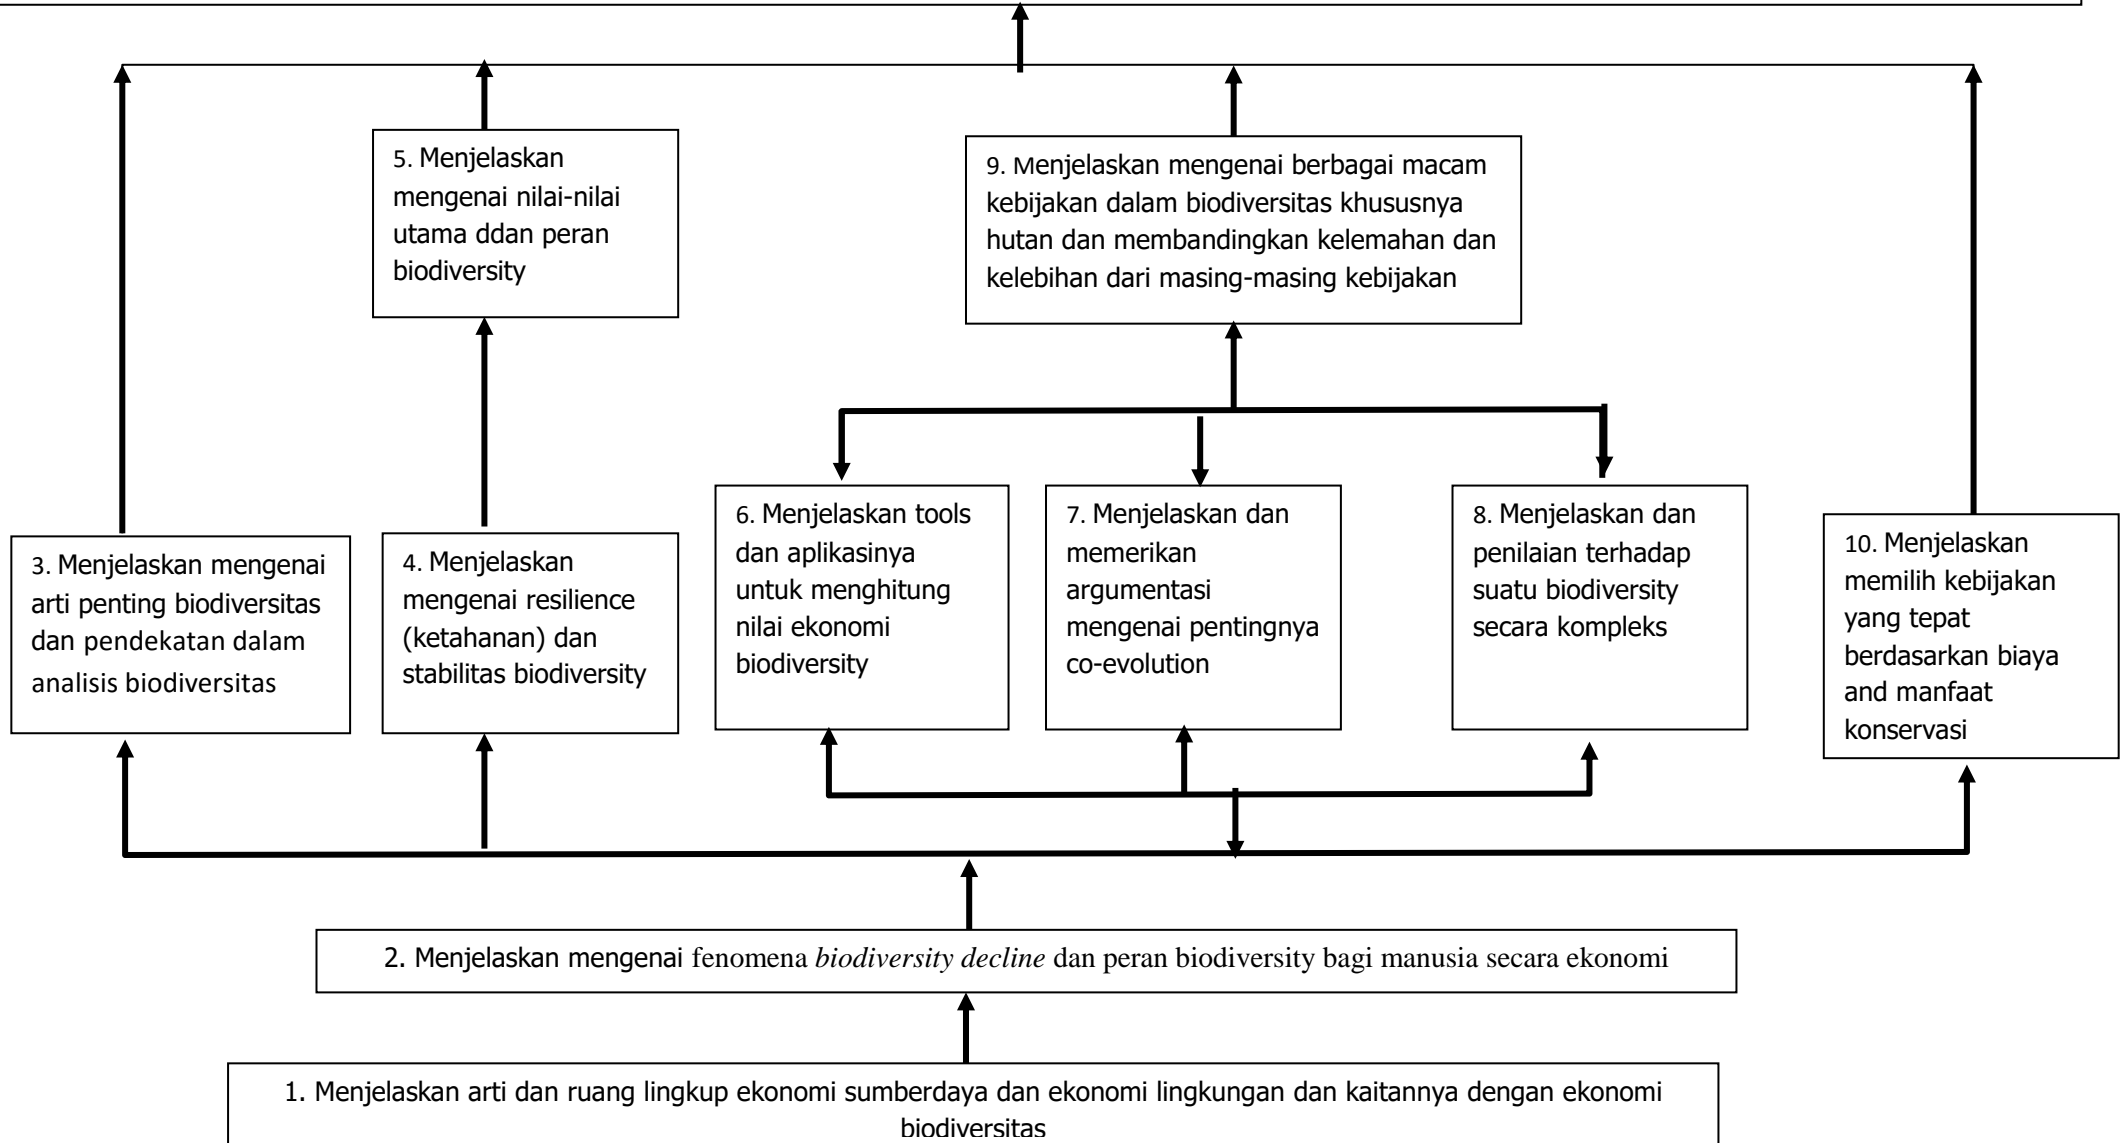 5. Menjelaskan
mengenai nilai-nilai
utama ddan peran
biodiversity
9. Menjelaskan mengenai berbagai macam
kebijakan dalam biodiversitas khususnya
hutan dan membandingkan kelemahan dan
kelebihan dari masing-masing kebijakan
3. Menjelaskan mengenai
arti penting biodiversitas
dan pendekatan dalam
analisis biodiversitas
4. Menjelaskan
mengenai resilience
(ketahanan) dan
stabilitas biodiversity
6. Menjelaskan tools
dan aplikasinya
untuk menghitung
nilai ekonomi
biodiversity
7. Menjelaskan dan
memerikan
argumentasi
mengenai pentingnya
co-evolution
8. Menjelaskan dan
penilaian terhadap
suatu biodiversity
secara kompleks
10. Menjelaskan
memilih kebijakan
yang tepat
berdasarkan biaya
and manfaat
konservasi
2. Menjelaskan mengenai fenomena biodiversity decline dan peran biodiversity bagi manusia secara ekonomi
1. Menjelaskan arti dan ruang lingkup ekonomi sumberdaya dan ekonomi lingkungan dan kaitannya dengan ekonomi
biodiversitas